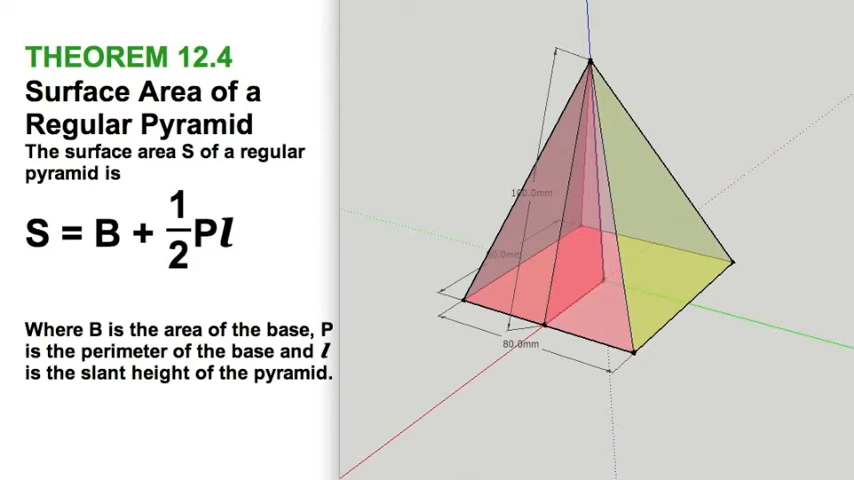 THEOREM 12.4
Surface Area of a
Regular Pyramid
The surface area S of a regular
pyramid is
S = B + 1/2 Pl
Where B is the area of the base, P
is the perimeter of the base and l
is the slant height of the pyramid.
80.0mm